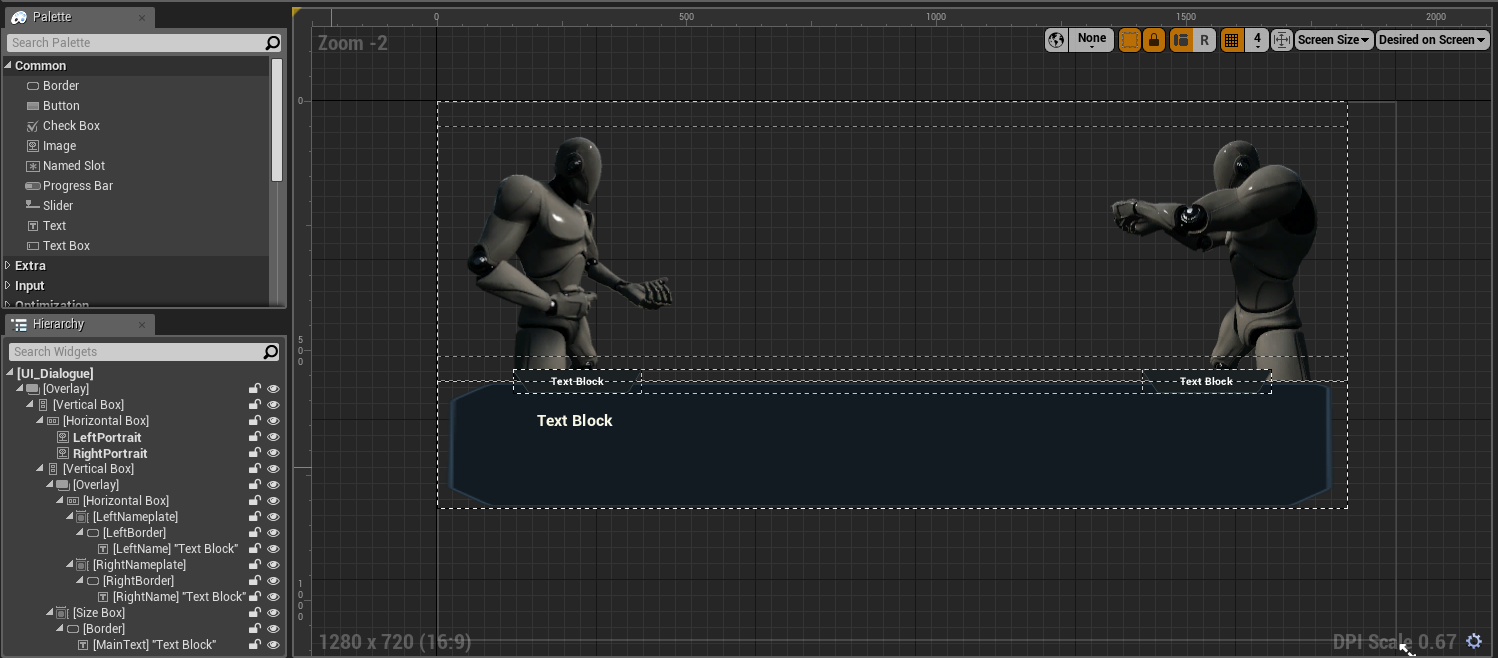 Palette
Search Palette
Common
Border
Button
Check Box
Image
Named Slot
Progress Bar
Slider
Text
Text Box
Extra
Input
Optimization
Hierarchy
Search Widgets
[UI_Dialogue]
[Overlay]
[Vertical Box]
[Horizontal Box]
LeftPortrait
RightPortrait
[Vertical Box]
[Overlay]
[Horizontal Box]
[LeftNameplate]
[LeftBorder]
[LeftName] "Text Block"
[RightNameplate]
[RightBorder]
[RightName] "Text Block"
[Size Box]
[Border]
[MainText] "Text Block"
0 500 1000 1500 2000
Zoom -2
None R 4 Screen Size Desired on Screen
0
500
1000
Text Block Text Block
Text Block
1280 x 720 (16:9)
DPI Scale 0.67